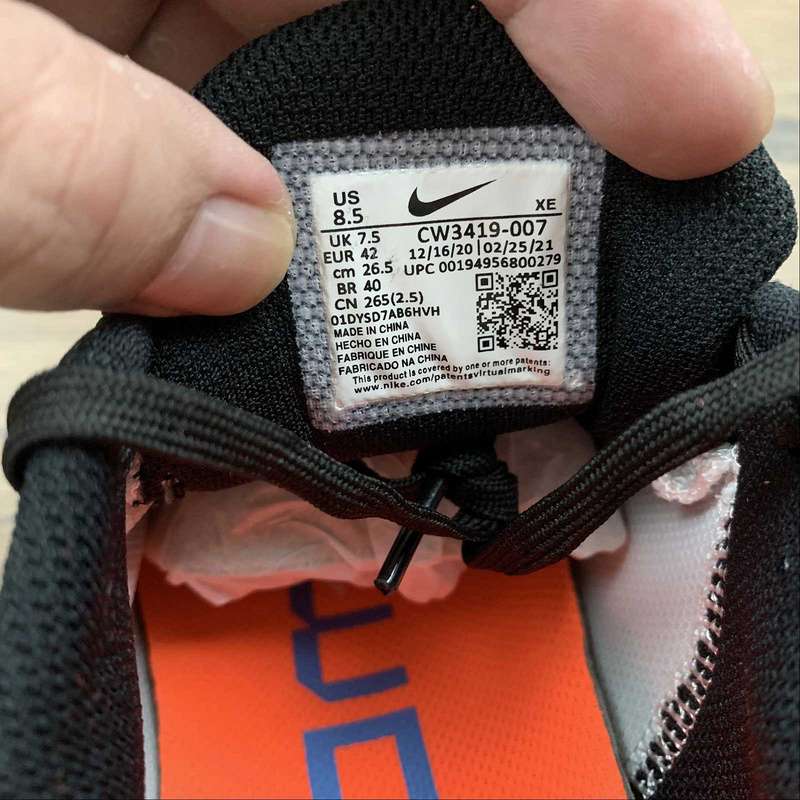 US
8.5
XE
UK 7.5
CW3419-007
EUR 42
12/16/20 | 02/25/21
cm 26.5
UPC 00194956800279
BR 40
CN 265(2.5)
01DYSD7AB6HVH
MADE IN CHINA
HECHO EN CHINA
FABRIQUE EN CHINE
FABRICADO NA CHINA
This product is covered by one or more patents:
www.nike.com/patentsvirtualmarking